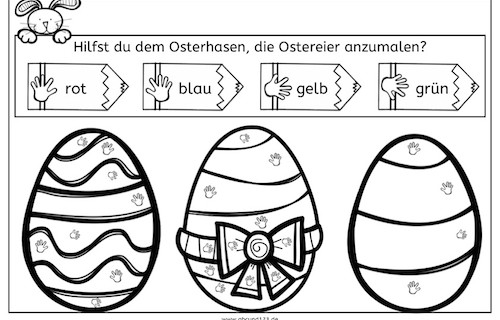 Hilfst du dem Osterhasen, die Ostereier anzumalen?
rot blau gelb grün